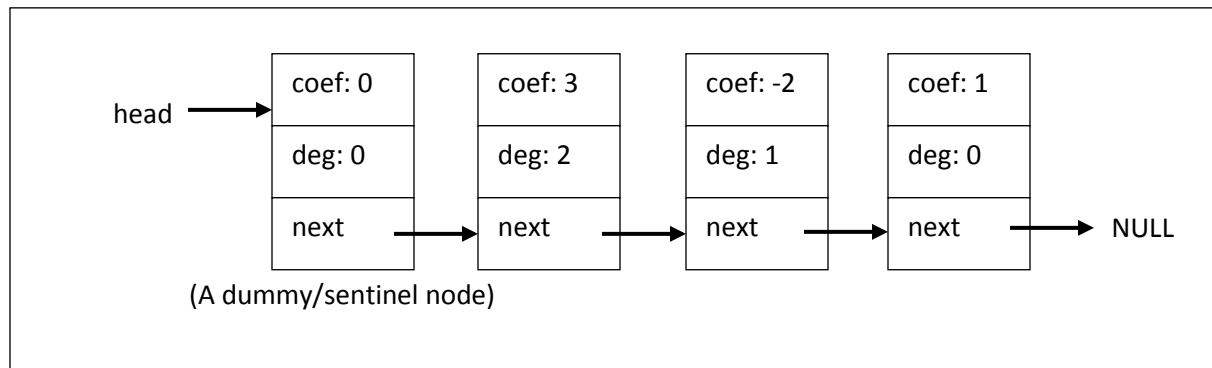 coef: 0 coef: 3 coef: -2 coef: 1
head
deg: 0 deg: 2 deg: 1 deg: 0
next next next next NULL
(A dummy/sentinel node)